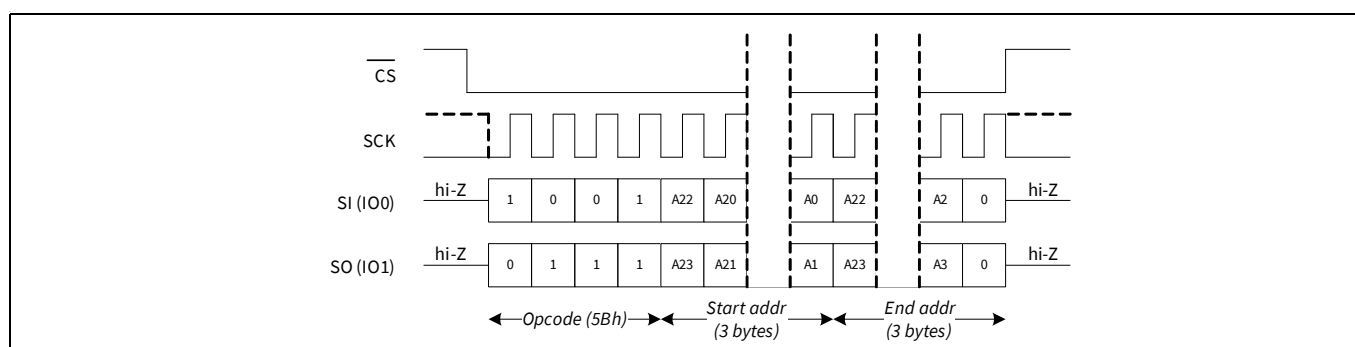 CS
SCK
hi-Z hi-Z
SI (IO0) 1 0 0 1 A22 A20 A0 A22 A2 0
hi-Z hi-Z
SO (IO1) 0 1 1 1 A23 A21 A1 A23 A3 0
Opcode (5Bh) Start addr End addr
(3 bytes) (3 bytes)